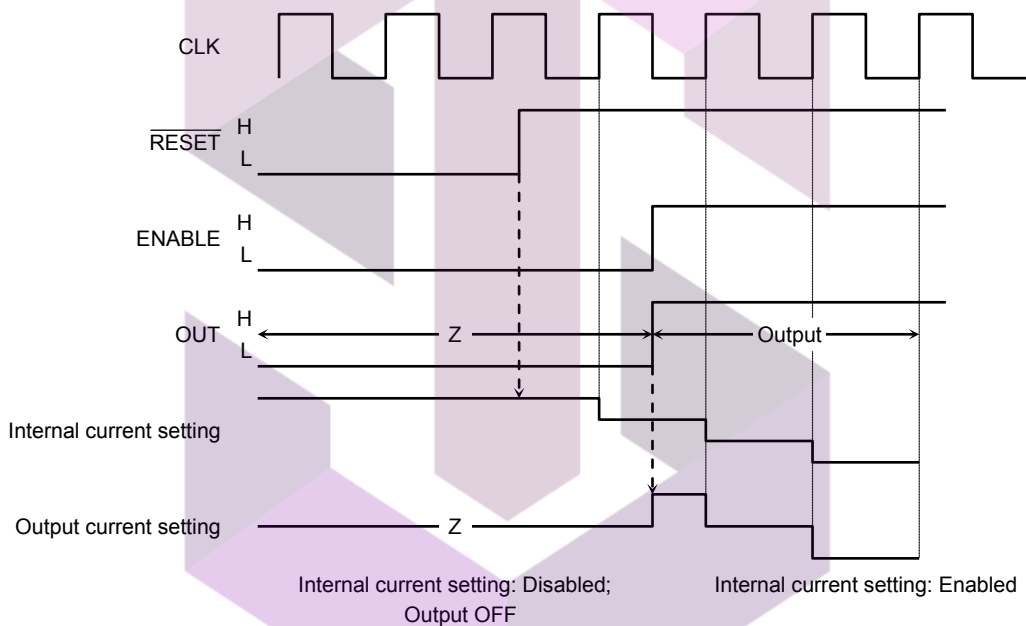 CLK
RESET
H
L
ENABLE
H
L
OUT
H
L
Z
Output
Internal current setting
Output current setting
Z
Internal current setting: Disabled;
Output OFF
Internal current setting: Enabled